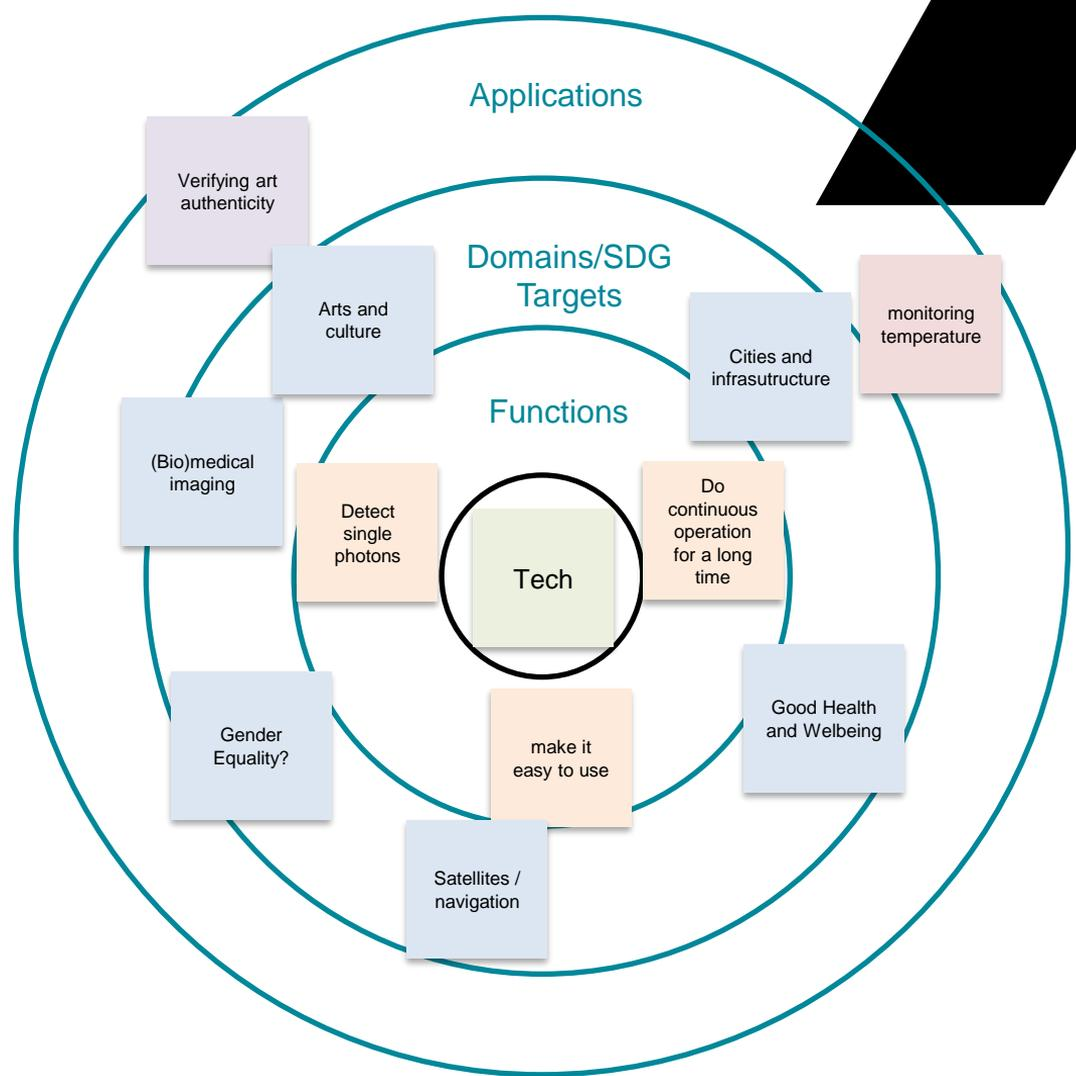 Applications
Verifying art
authenticity
Domains/SDG
Targets
Arts and
culture
monitoring
temperature
Cities and
infrasutructure
Functions
(Bio)medical
imaging
Detect
single
photons
Do
continuous
operation
for a long
time
Tech
Gender
Equality?
make it
easy to use
Good Health
and Welbeing
Satellites /
navigation